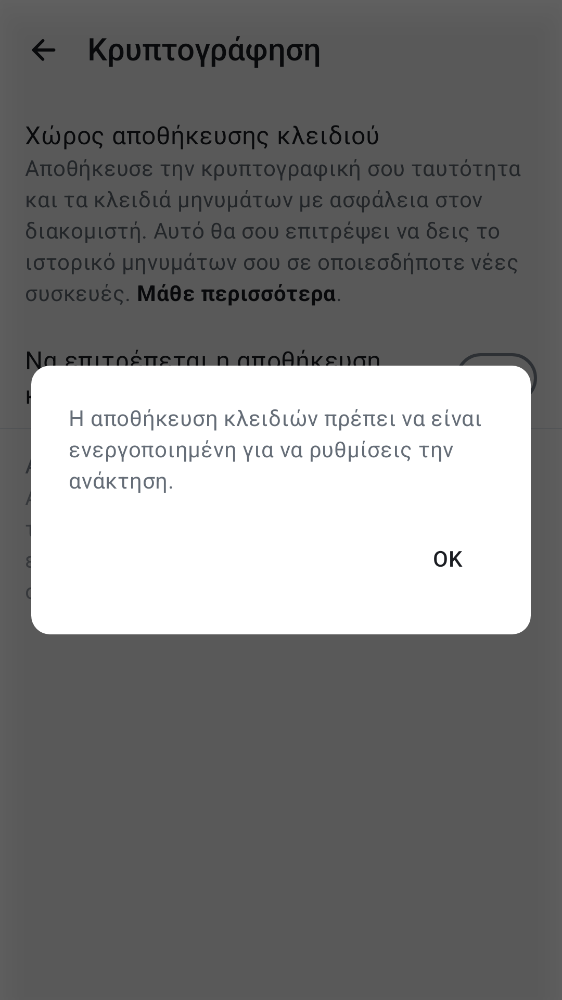 Κρυπτογράφηση
Χώρος αποθήκευσης κλειδιού
Αποθήκευσε την κρυπτογραφική σου ταυτότητα
και τα κλειδιά μηνυμάτων με ασφάλεια στον
διακομιστή. Αυτό θα σου επιτρέψει να δεις το
ιστορικό μηνυμάτων σου σε οποιεσδήποτε νέες
συσκευές. Μάθε περισσότερα.
Να επιτρέπεται η αποθήκευση
Η αποθήκευση κλειδιών πρέπει να είναι
ενεργοποιημένη για να ρυθμίσεις την
ανάκτηση.
OK